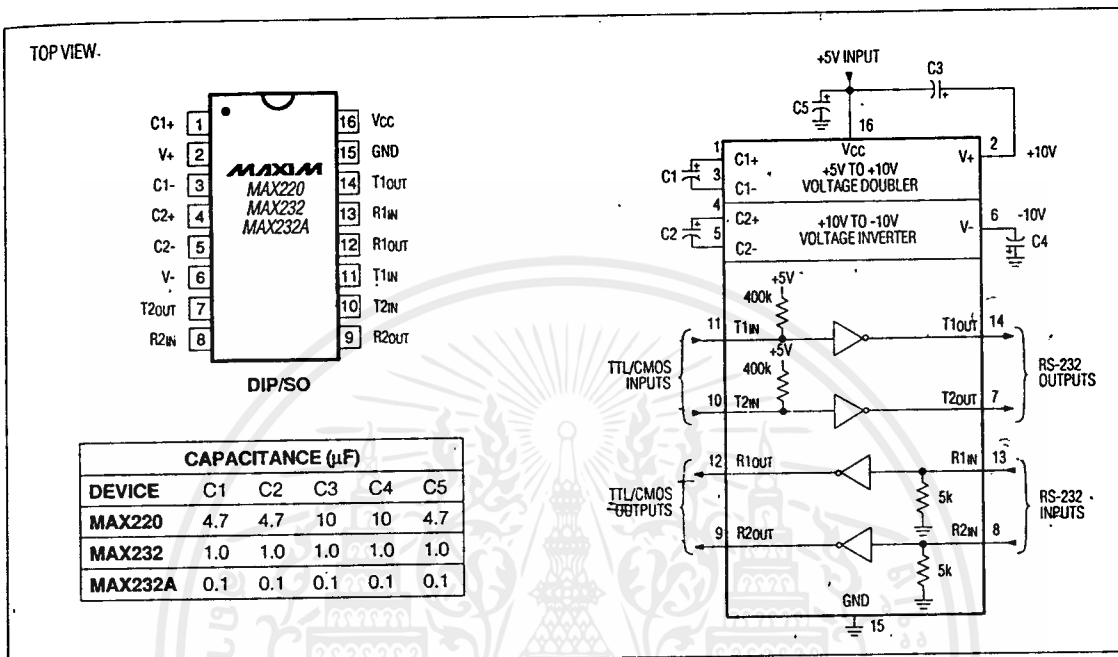 TOP VIEW.
C1+ 1
V+ 2
C1- 3
C2+ 4
C2- 5
V- 6
T2OUT 7
R2IN 8
MAXIM
MAX220
MAX232
MAX232A
16 VCC
15 GND
14 T1OUT
13 R1IN
12 R1OUT
11 T1IN
10 T2IN
9 R2OUT
DIP/SO
CAPACITANCE (µF)
DEVICE C1 C2 C3 C4 C5
MAX220 4.7 4.7 10 10 4.7
MAX232 1.0 1.0 1.0 1.0 1.0
MAX232A 0.1 0.1 0.1 0.1 0.1
+5V INPUT
C3
C5
16
VCC
1
C1+
C1
3
C1-
+5V TO +10V
VOLTAGE DOUBLER
V+
2
+10V
4
C2+
C2
5
C2-
+10V TO -10V
VOLTAGE INVERTER
V-
6
-10V
C4
+5V
400k
11 T1IN
T1OUT 14
+5V
400k
TTL/CMOS
INPUTS
10 T2IN
T2OUT 7
RS-232
OUTPUTS
12 R1OUT
R1IN 13
5k
TTL/CMOS
OUTPUTS
9 R2OUT
R2IN 8
5k
RS-232
INPUTS
GND
15